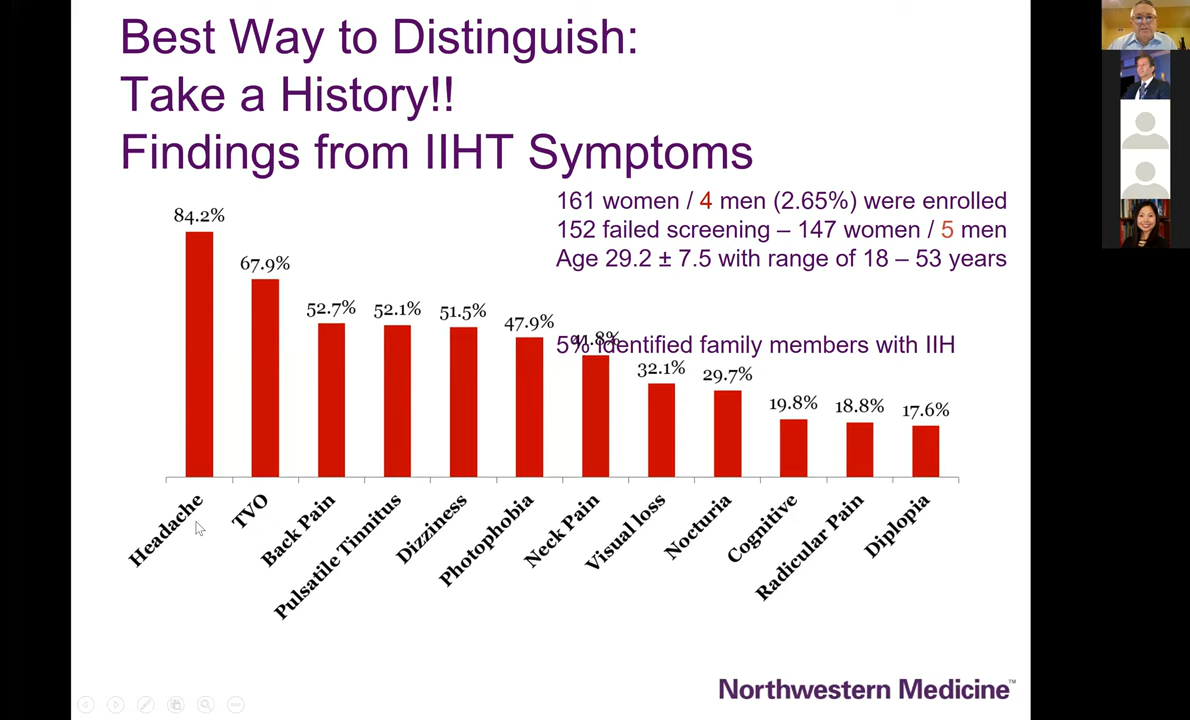 Best Way to Distinguish:
Take a History!!
Findings from IIHT Symptoms
161 women / 4 men (2.65%) were enrolled
152 failed screening – 147 women / 5 men
Age 29.2 ± 7.5 with range of 18 – 53 years
5% identified family members with IIH
84.2%
67.9%
52.7%
52.1%
51.5%
47.9%
41.8%
32.1%
29.7%
19.8%
18.8%
17.6%
Headache
TVO
Back Pain
Pulsatile Tinnitus
Dizziness
Photophobia
Neck Pain
Visual loss
Nocturia
Cognitive
Radicular Pain
Diplopia
Northwestern Medicine™